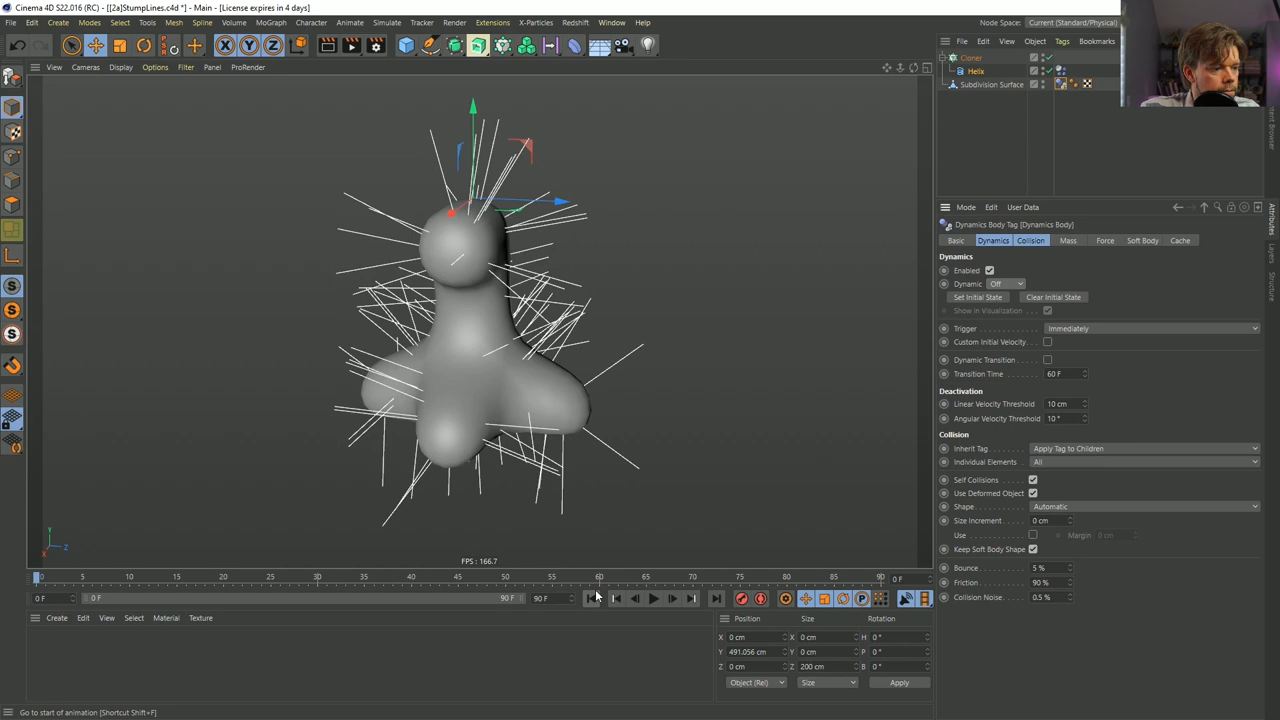 Cinema 4D S22.016 (RC) - [[2a]StumpLines.c4d *] - Main - [License expires in 4 days]
File Edit Create Modes Select Tools Mesh Spline Volume MoGraph Character Animate Simulate Tracker Render Extensions X-Particles Redshift Window Help
Node Space: Current (Standard/Physical)
File Edit View Object Tags Bookmarks
X Y Z
View Cameras Display Options Filter Panel ProRender
Cloner
Helix
Subdivision Surface
Content Browser
Mode Edit User Data
Dynamics Body Tag [Dynamics Body]
Basic Dynamics Collision Mass Force Soft Body Cache
Attributes
Layers
Structure
Dynamics
Enabled
Dynamic Off
Set Initial State Clear Initial State
Show in Visualization
Trigger Immediately
Custom Initial Velocity
Dynamic Transition
Transition Time 60 F
Deactivation
Linear Velocity Threshold 10 cm
Angular Velocity Threshold 10 °
Collision
Inherit Tag Apply Tag to Children
Individual Elements All
Self Collisions
Use Deformed Object
Shape Automatic
Size Increment 0 cm
Use Margin 0 cm
Keep Soft Body Shape
Bounce 5 %
Friction 90 %
Collision Noise 0.5 %
Y
X Z
FPS : 166.7
0 5 10 15 20 25 30 35 40 45 50 55 60 65 70 75 80 85 90 0 F
0 F 0 F 90 F 90 F
Create Edit View Select Material Texture
Position Size Rotation
X 0 cm X 0 cm H 0 °
Y 491.056 cm Y 0 cm P 0 °
Z 0 cm Z 200 cm B 0 °
Object (Rel) Size Apply
Go to start of animation [Shortcut Shift+F]